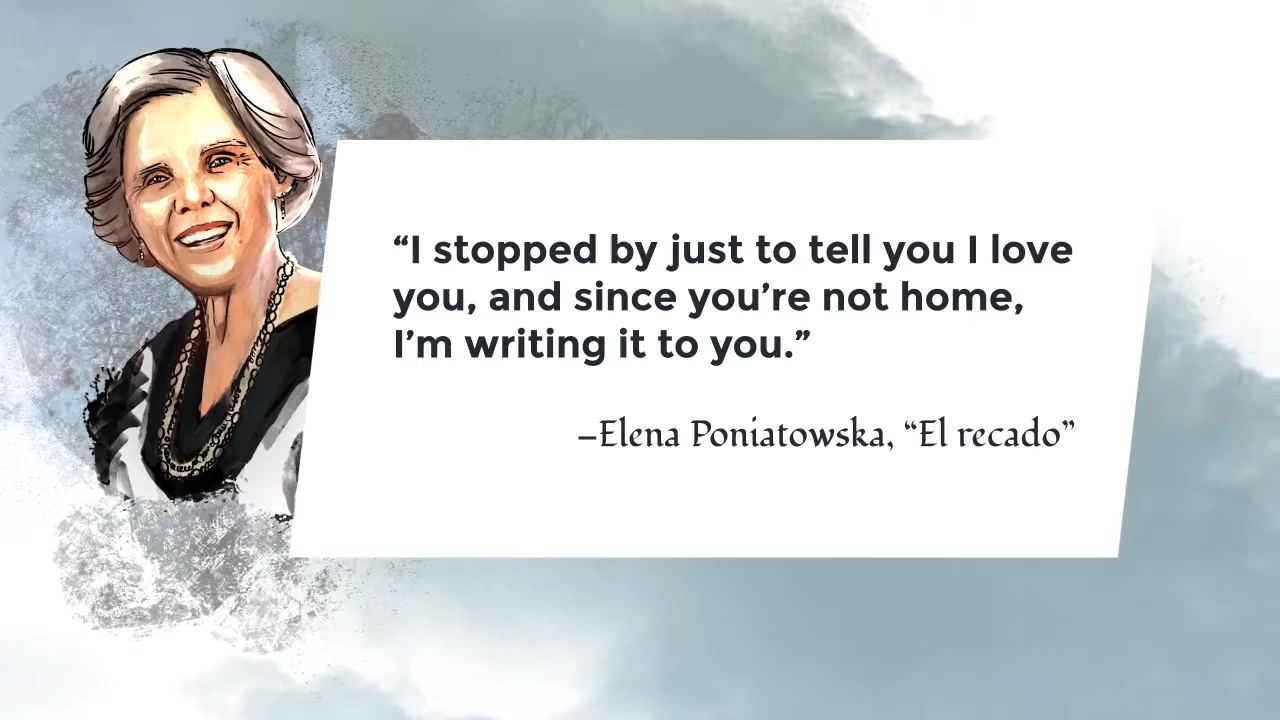 “I stopped by just to tell you I love
you, and since you’re not home,
I’m writing it to you.”
–Elena Poniatowska, “El recado”